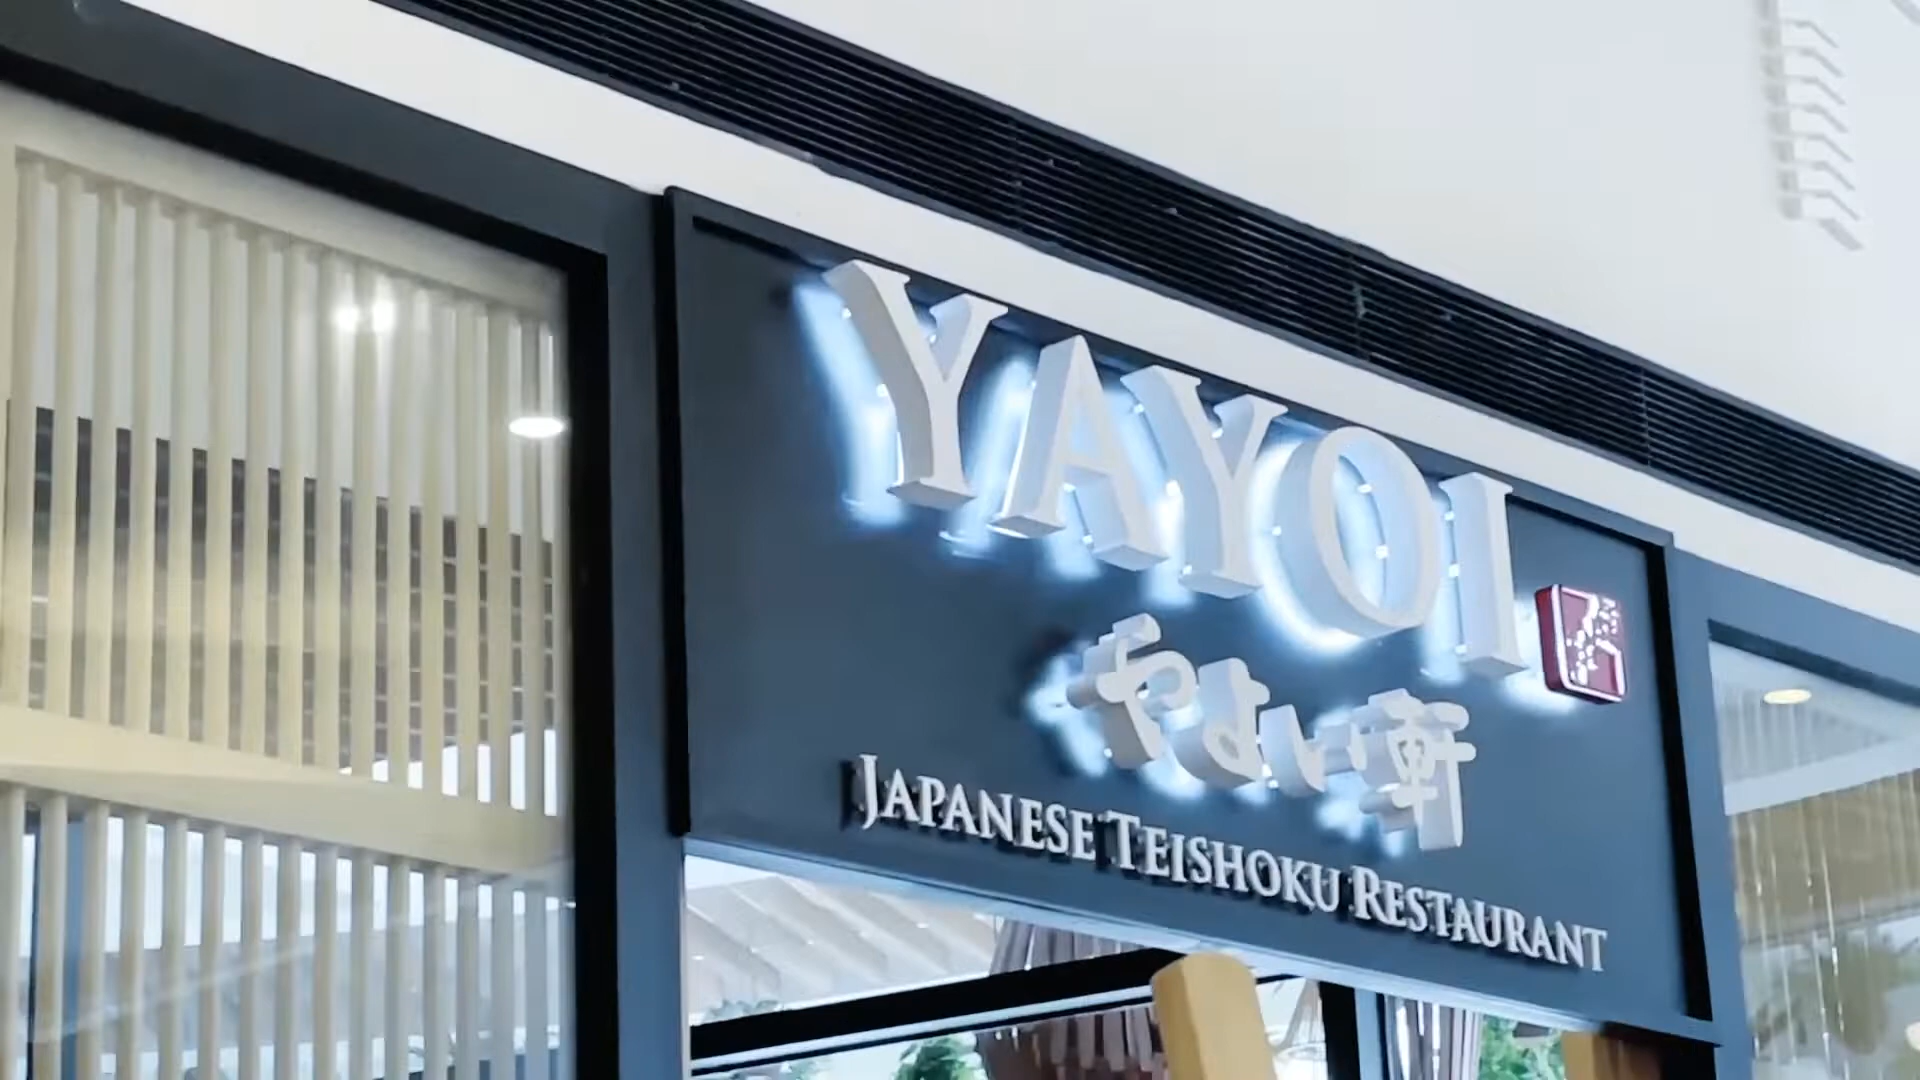 YAYOI
やよい軒
JAPANESE TEISHOKU RESTAURANT